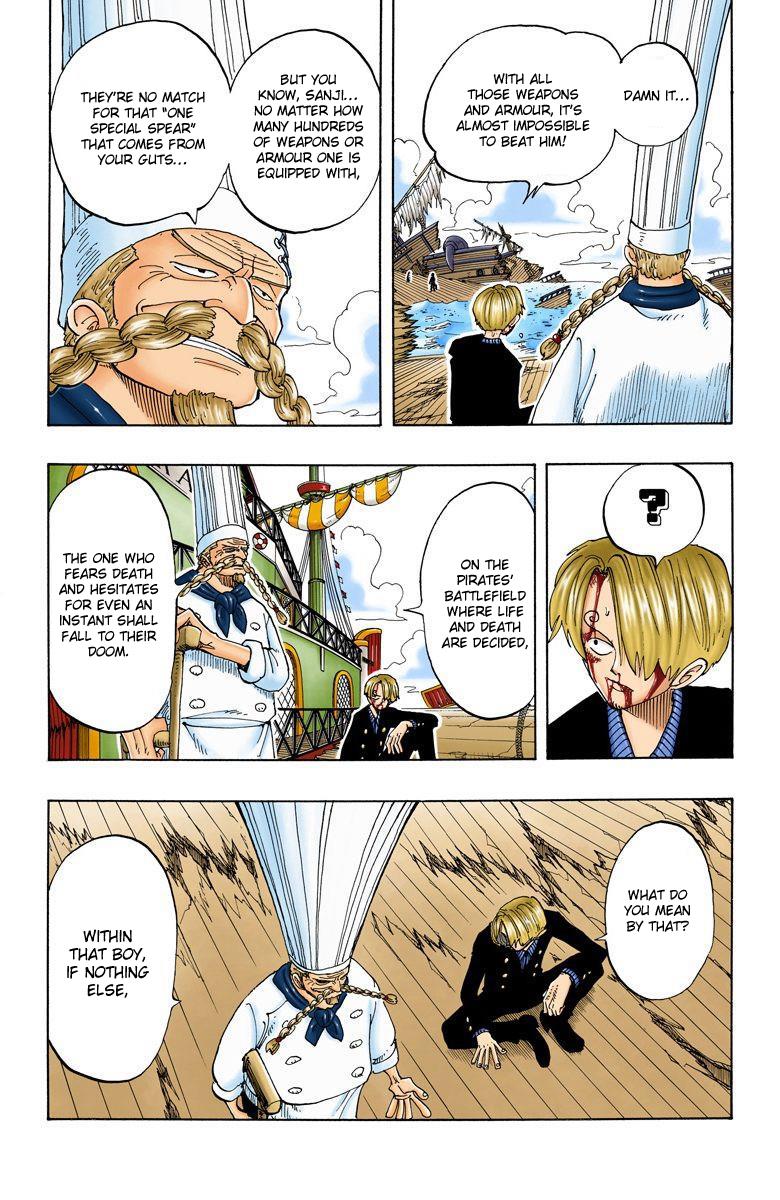 DAMN IT...
WITH ALL
THOSE WEAPONS
AND ARMOUR, IT'S
ALMOST IMPOSSIBLE
TO BEAT HIM!
BUT YOU
KNOW, SANJI...
NO MATTER HOW
MANY HUNDREDS
OF WEAPONS OR
ARMOUR ONE IS
EQUIPPED WITH,
THEY'RE NO MATCH
FOR THAT "ONE
SPECIAL SPEAR"
THAT COMES FROM
YOUR GUTS...
?
ON THE
PIRATES'
BATTLEFIELD
WHERE LIFE
AND DEATH
ARE DECIDED,
THE ONE WHO
FEARS DEATH
AND HESITATES
FOR EVEN AN
INSTANT SHALL
FALL TO THEIR
DOOM.
WHAT DO
YOU MEAN
BY THAT?
WITHIN
THAT BOY,
IF NOTHING
ELSE,